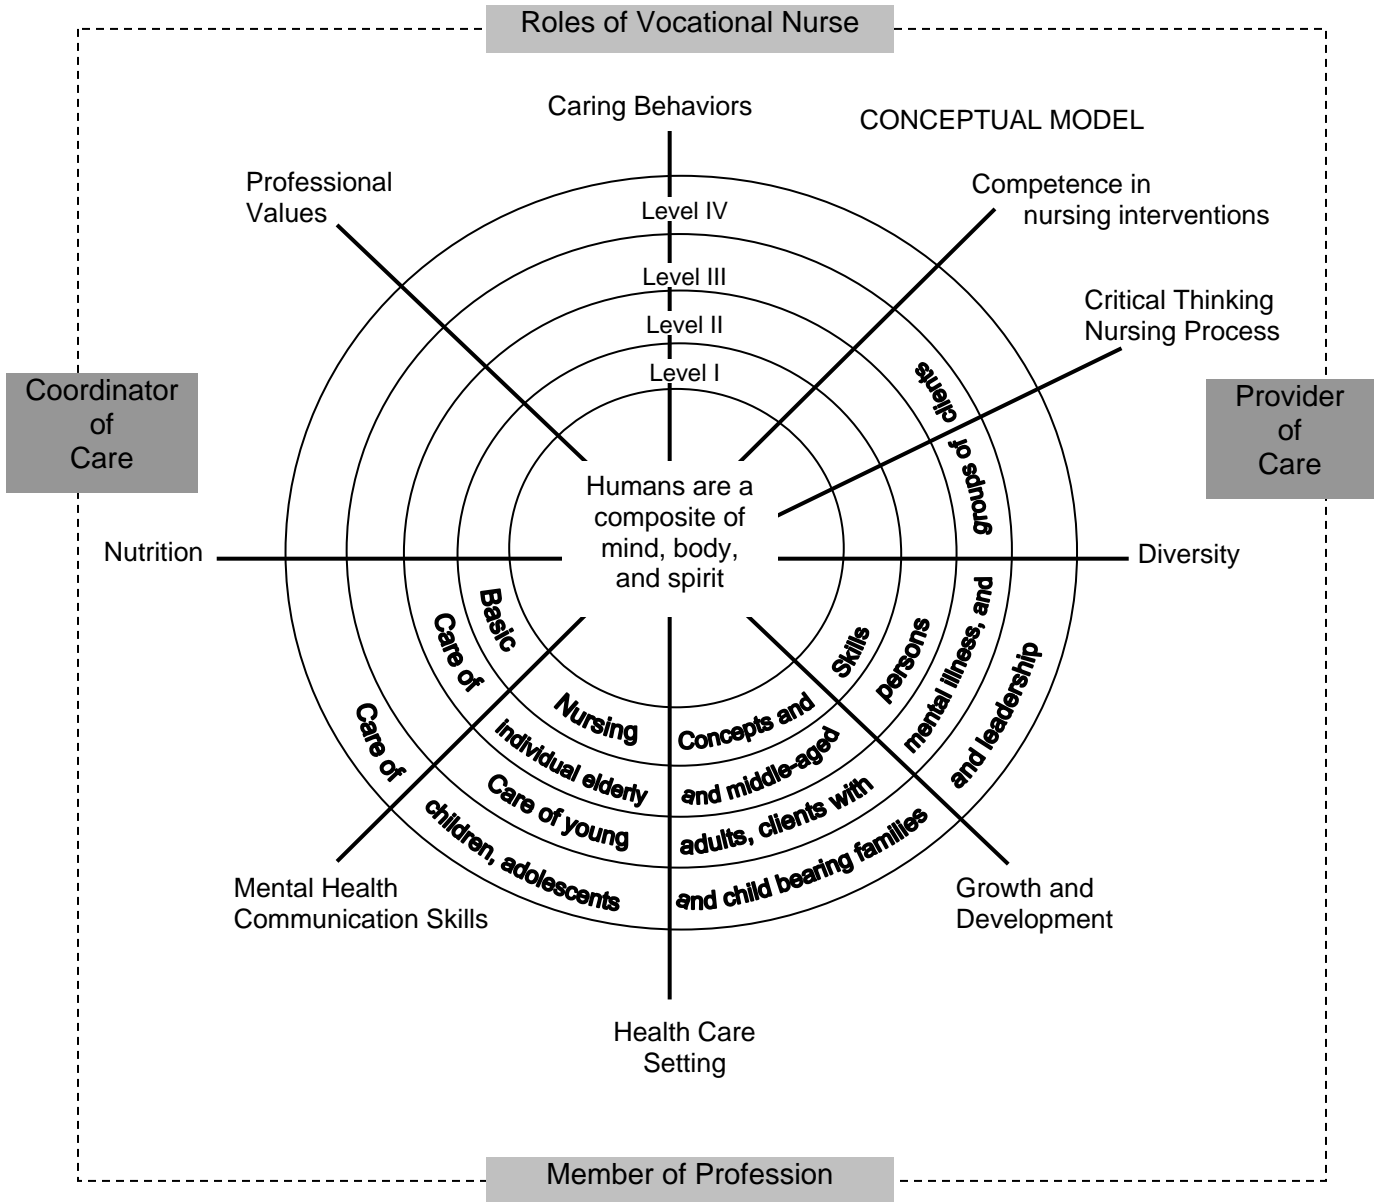 Roles of Vocational Nurse
Caring Behaviors
CONCEPTUAL MODEL
Professional
Values
Competence in
nursing interventions
Level IV
Level III
Level II
Level I
Critical Thinking
Nursing Process
Coordinator
of
Care
Provider
of
Care
Humans are a
composite of
mind, body,
and spirit
Nutrition
Diversity
Basic Nursing Concepts and Skills
Care of individual elderly and middle-aged persons
Care of young adults, clients with mental illness, and groups of clients
Care of children, adolescents and child bearing families and leadership
Mental Health
Communication Skills
Growth and
Development
Health Care
Setting
Member of Profession